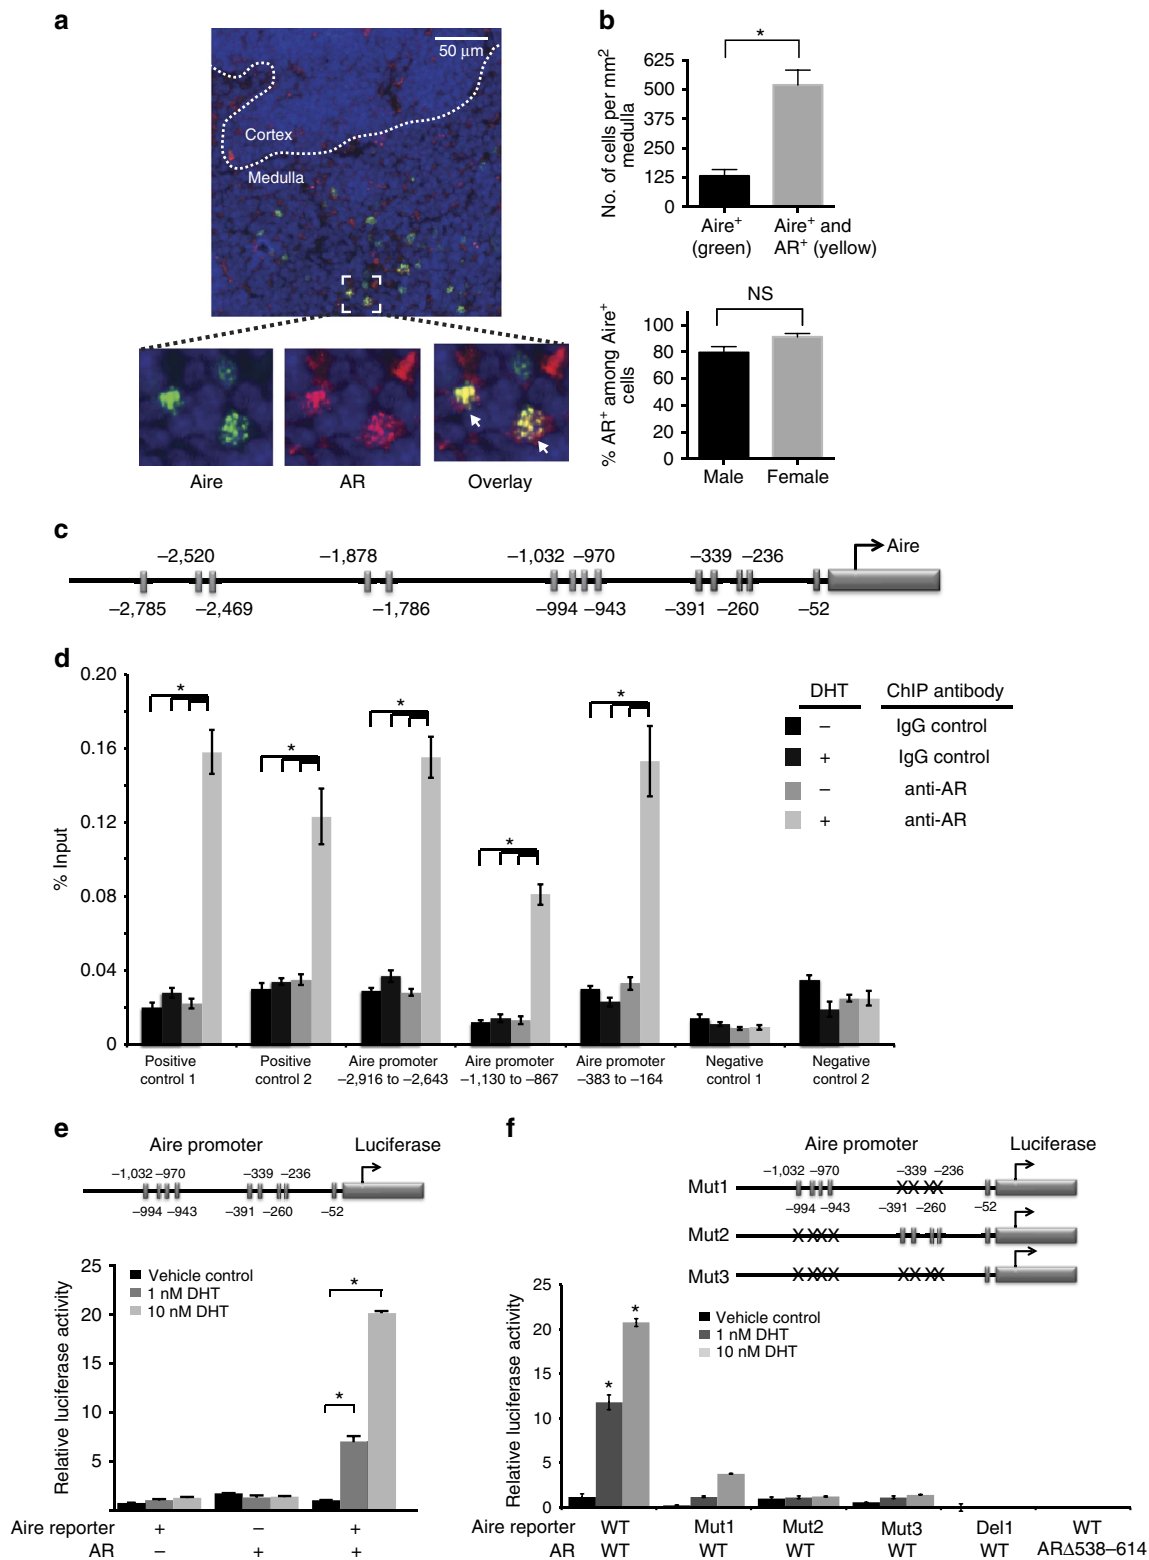 a
50 μm
Cortex
Medulla
Aire
AR
Overlay
b
*
No. of cells per mm2 medulla
625
500
375
250
125
0
Aire+ (green)
Aire+ and AR+ (yellow)
NS
% AR+ among Aire+ cells
100
80
60
40
20
0
Male
Female
c
–2,520
–1,878
–1,032
–970
–339
–236
Aire
–2,785
–2,469
–1,786
–994
–943
–391
–260
–52
d
% Input
0.20
0.16
0.12
0.08
0.04
0
*
*
*
*
*
DHT
ChIP antibody
–
IgG control
+
IgG control
–
anti-AR
+
anti-AR
Positive control 1
Positive control 2
Aire promoter –2,916 to –2,643
Aire promoter –1,130 to –867
Aire promoter –383 to –164
Negative control 1
Negative control 2
e
Aire promoter
Luciferase
–1,032
–970
–339
–236
–994
–943
–391
–260
–52
Relative luciferase activity
25
20
15
10
5
Vehicle control
1 nM DHT
10 nM DHT
*
*
Aire reporter
+
–
+
AR
–
+
+
f
Aire promoter
Luciferase
–1,032
–970
–339
–236
Mut1
XX XX
–994
–943
–391
–260
–52
Mut2
XXXX
Mut3
XXXX
XX XX
Relative luciferase activity
25
20
15
10
5
0
Vehicle control
1 nM DHT
10 nM DHT
*
*
Aire reporter
WT
Mut1
Mut2
Mut3
Del1
WT
AR
WT
WT
WT
WT
WT
ARΔ538–614